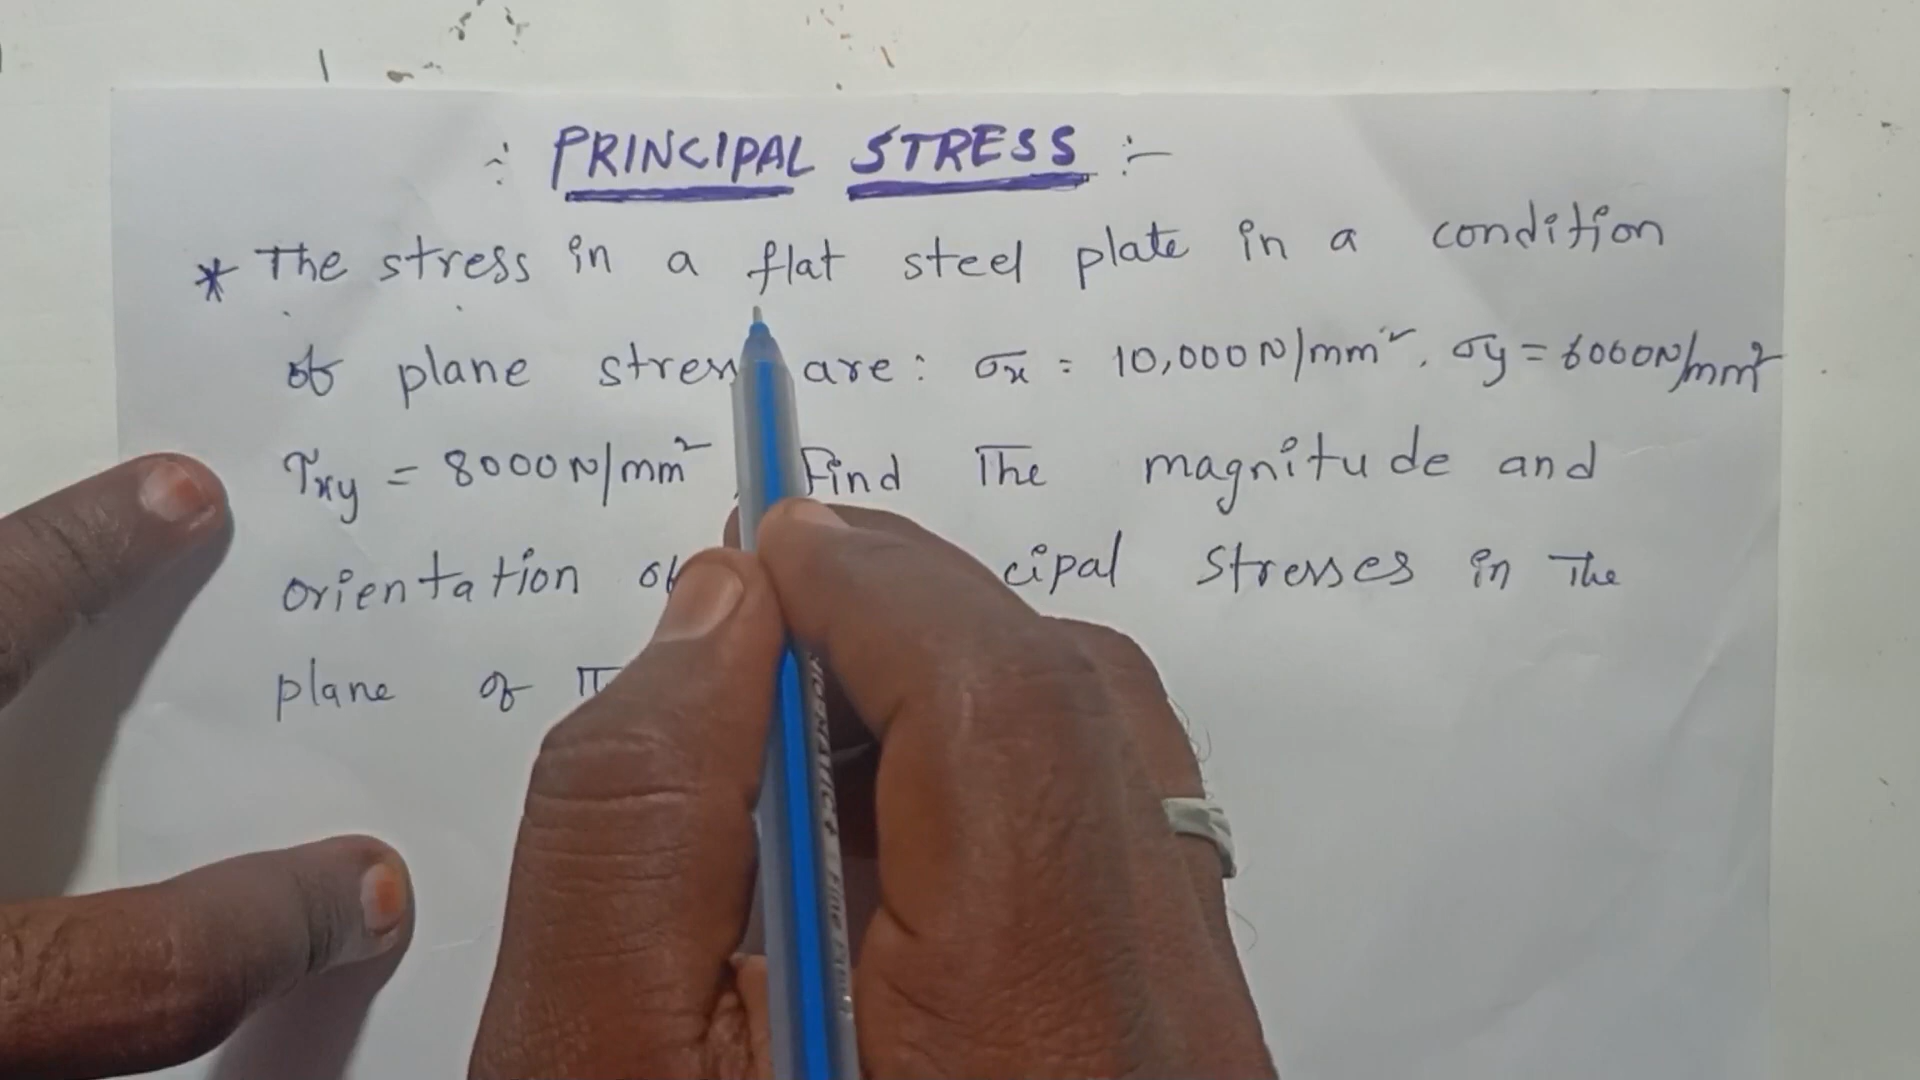 :- PRINCIPAL STRESS :-
* The stress in a flat steel plate in a condition
of plane stress are: σx = 10,000 N/mm². σy = 6000 N/mm²
τxy = 8000 N/mm². Find The magnitude and
orientation of cipal stresses in The
plane of